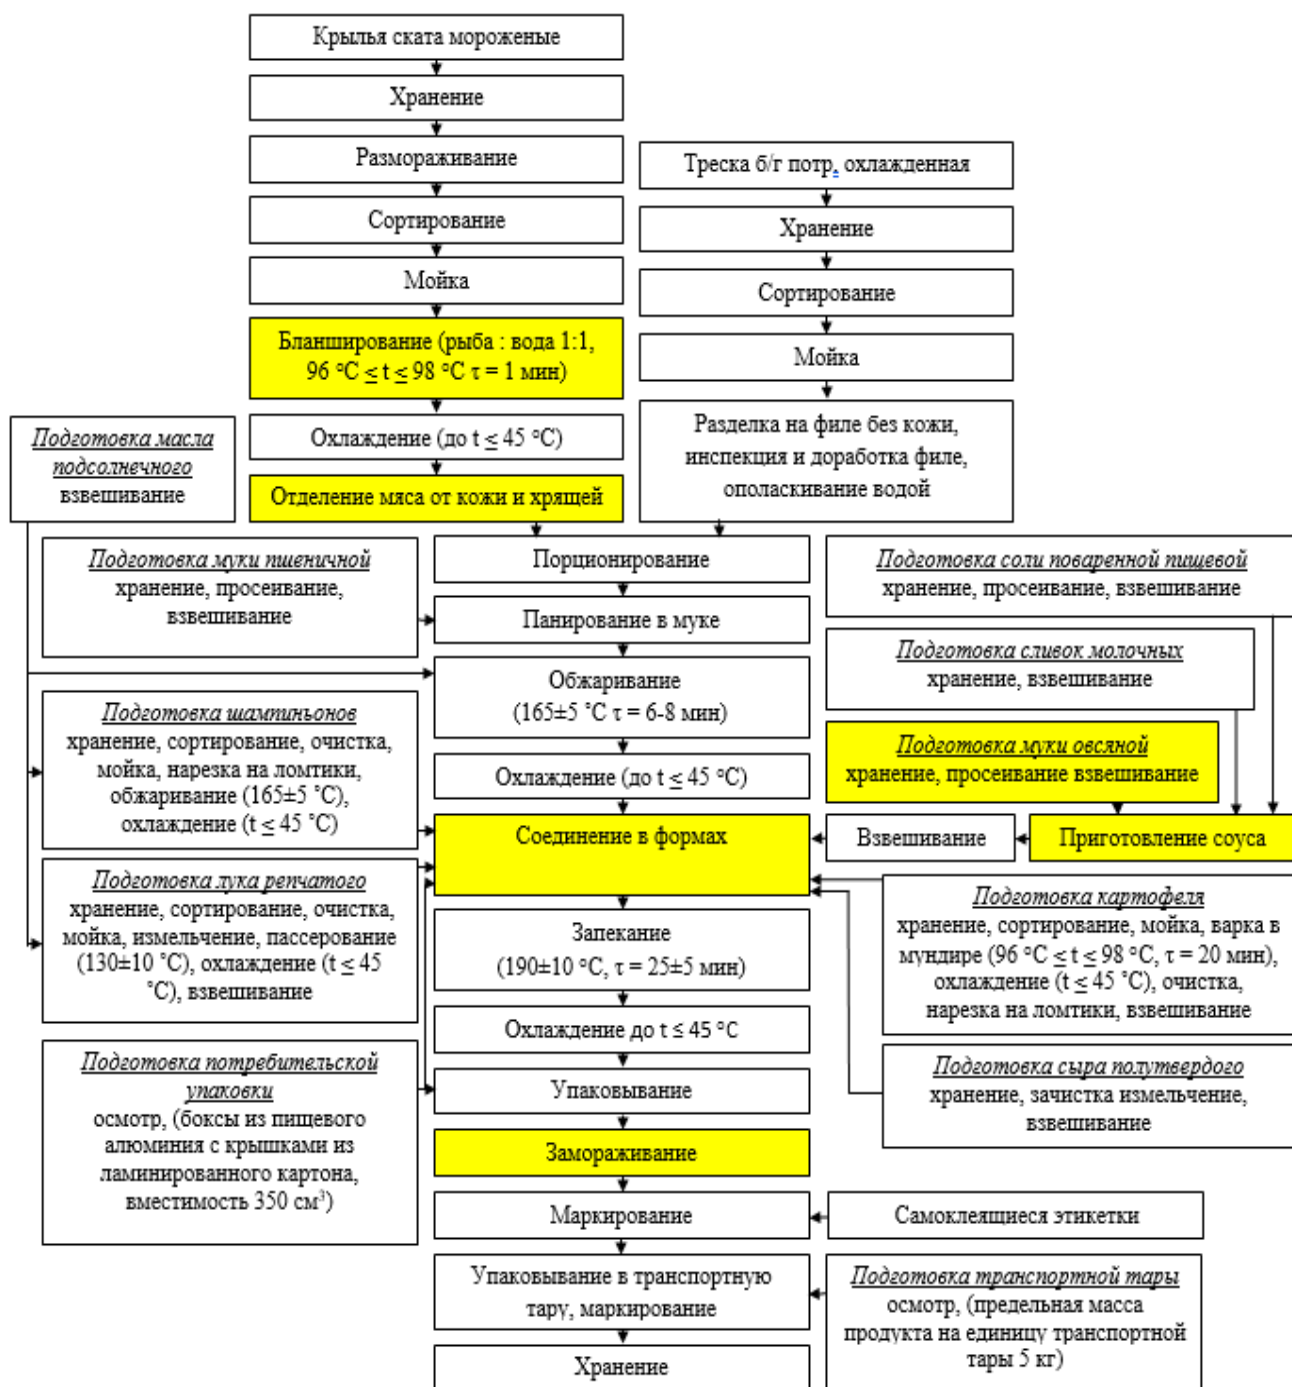 Крылья ската мороженые
Хранение
Размораживание
Сортирование
Мойка
Бланширование (рыба : вода 1:1,
96 °C ≤ t ≤ 98 °C τ = 1 мин)
Охлаждение (до t ≤ 45 °C)
Отделение мяса от кожи и хрящей
Треска б/г потр. охлажденная
Хранение
Сортирование
Мойка
Разделка на филе без кожи,
инспекция и доработка филе,
ополаскивание водой
Подготовка масла
подсолнечного
взвешивание
Подготовка муки пшеничной
хранение, просеивание,
взвешивание
Порционирование
Панирование в муке
Обжаривание
(165±5 ˚C τ = 6-8 мин)
Охлаждение (до t ≤ 45 °C)
Подготовка соли поваренной пищевой
хранение, просеивание, взвешивание
Подготовка сливок молочных
хранение, взвешивание
Подготовка муки овсяной
хранение, просеивание взвешивание
Подготовка шампиньонов
хранение, сортирование, очистка,
мойка, нарезка на ломтики,
обжаривание (165±5 ˚C),
охлаждение (t ≤ 45 ˚C)
Соединение в формах
Взвешивание
Приготовление соуса
Подготовка лука репчатого
хранение, сортирование, очистка,
мойка, измельчение, пассерование
(130±10 ˚C), охлаждение (t ≤ 45
˚C), взвешивание
Запекание
(190±10 °C, τ = 25±5 мин)
Охлаждение до t ≤ 45 °C
Подготовка картофеля
хранение, сортирование, мойка, варка в
мундире (96 °C ≤ t ≤ 98 °C, τ = 20 мин),
охлаждение (t ≤ 45 ˚C), очистка,
нарезка на ломтики, взвешивание
Подготовка сыра полутвердого
хранение, зачистка измельчение,
взвешивание
Подготовка потребительской
упаковки
осмотр, (боксы из пищевого
алюминия с крышками из
ламинированного картона,
вместимость 350 см³)
Упаковывание
Замораживание
Маркирование
Самоклеящиеся этикетки
Упаковывание в транспортную
тару, маркирование
Подготовка транспортной тары
осмотр, (предельная масса
продукта на единицу транспортной
тары 5 кг)
Хранение